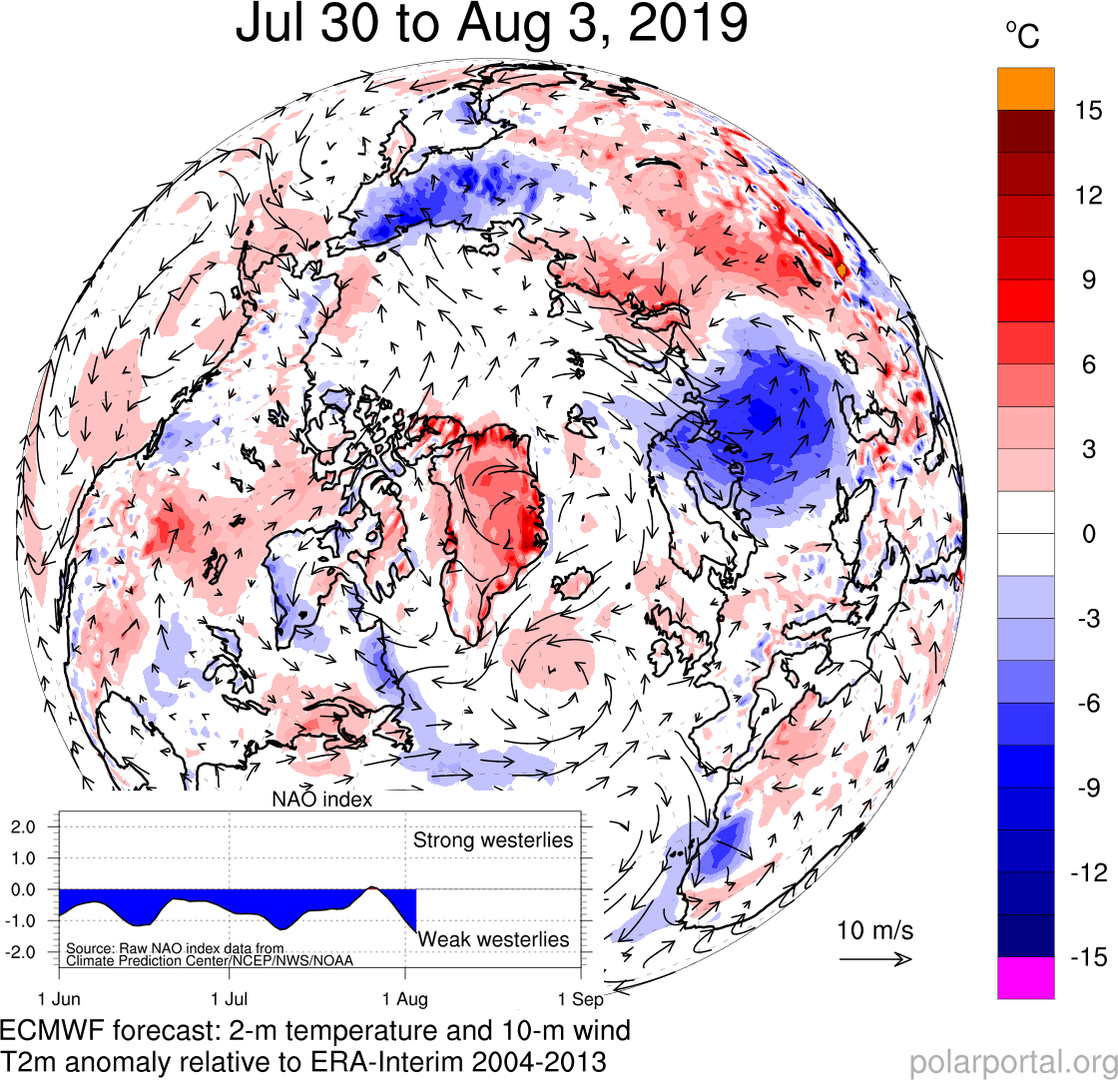 Jul 30 to Aug 3, 2019
°C
15
12
9
6
3
0
-3
-6
-9
-12
-15
10 m/s
NAO index
2.0
1.0
0.0
-1.0
-2.0
Strong westerlies
Weak westerlies
Source: Raw NAO index data from
Climate Prediction Center/NCEP/NWS/NOAA
1 Jun
1 Jul
1 Aug
1 Sep
ECMWF forecast: 2-m temperature and 10-m wind
T2m anomaly relative to ERA-Interim 2004-2013
polarportal.org